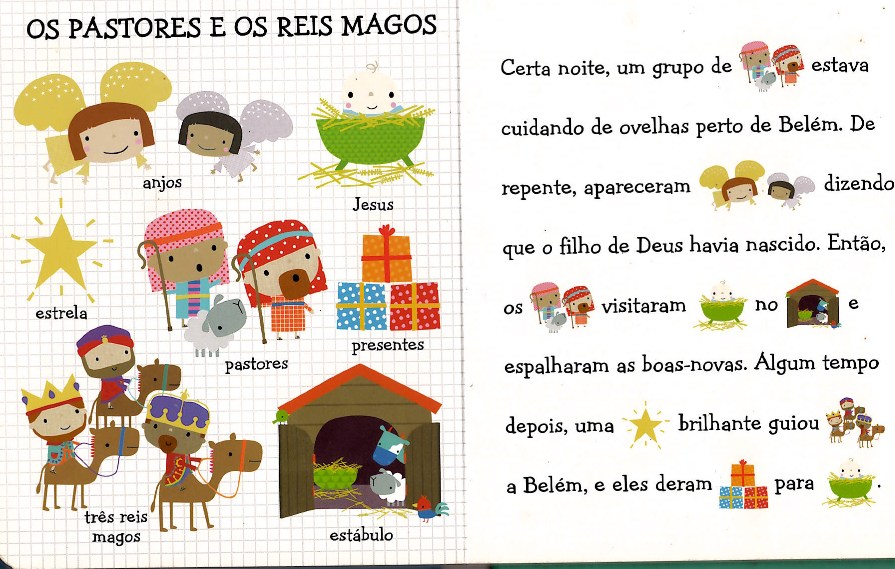 OS PASTORES E OS REIS MAGOS
anjos
Jesus
estrela
pastores
presentes
três reis
magos
estábulo
Certa noite, um grupo de estava
cuidando de ovelhas perto de Belém. De
repente, apareceram dizendo
que o filho de Deus havia nascido. Então,
os visitaram no e
espalharam as boas-novas. Algum tempo
depois, uma brilhante guiou
a Belém, e eles deram para .